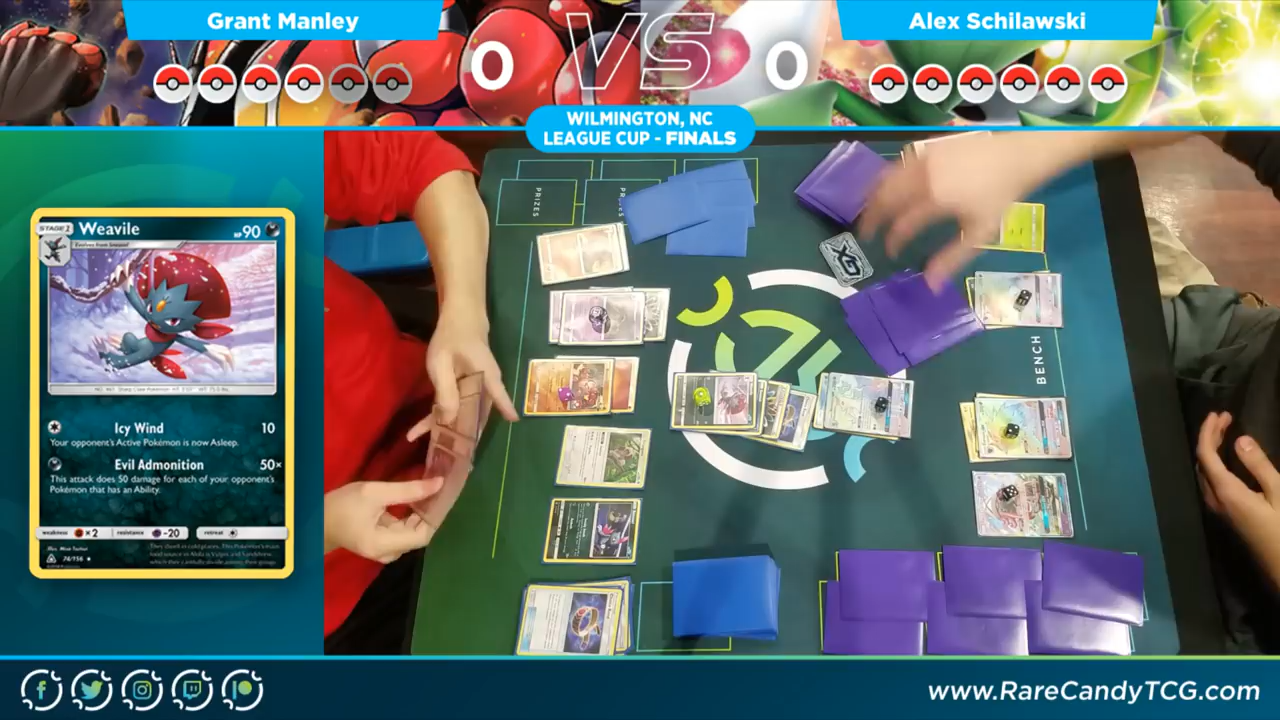 Grant Manley
0
VS
0
Alex Schilawski
WILMINGTON, NC
LEAGUE CUP - FINALS
STAGE 1
Weavile
HP 90
Evolves from Sneasel
Icy Wind 10
Your opponent's Active Pokémon is now Asleep.
Evil Admonition 50×
This attack does 50 damage for each of your opponent's
Pokémon that has an Ability.
weakness ×2 resistance -20 retreat
74/156
PRIZES
PRIZES
BENCH
www.RareCandyTCG.com